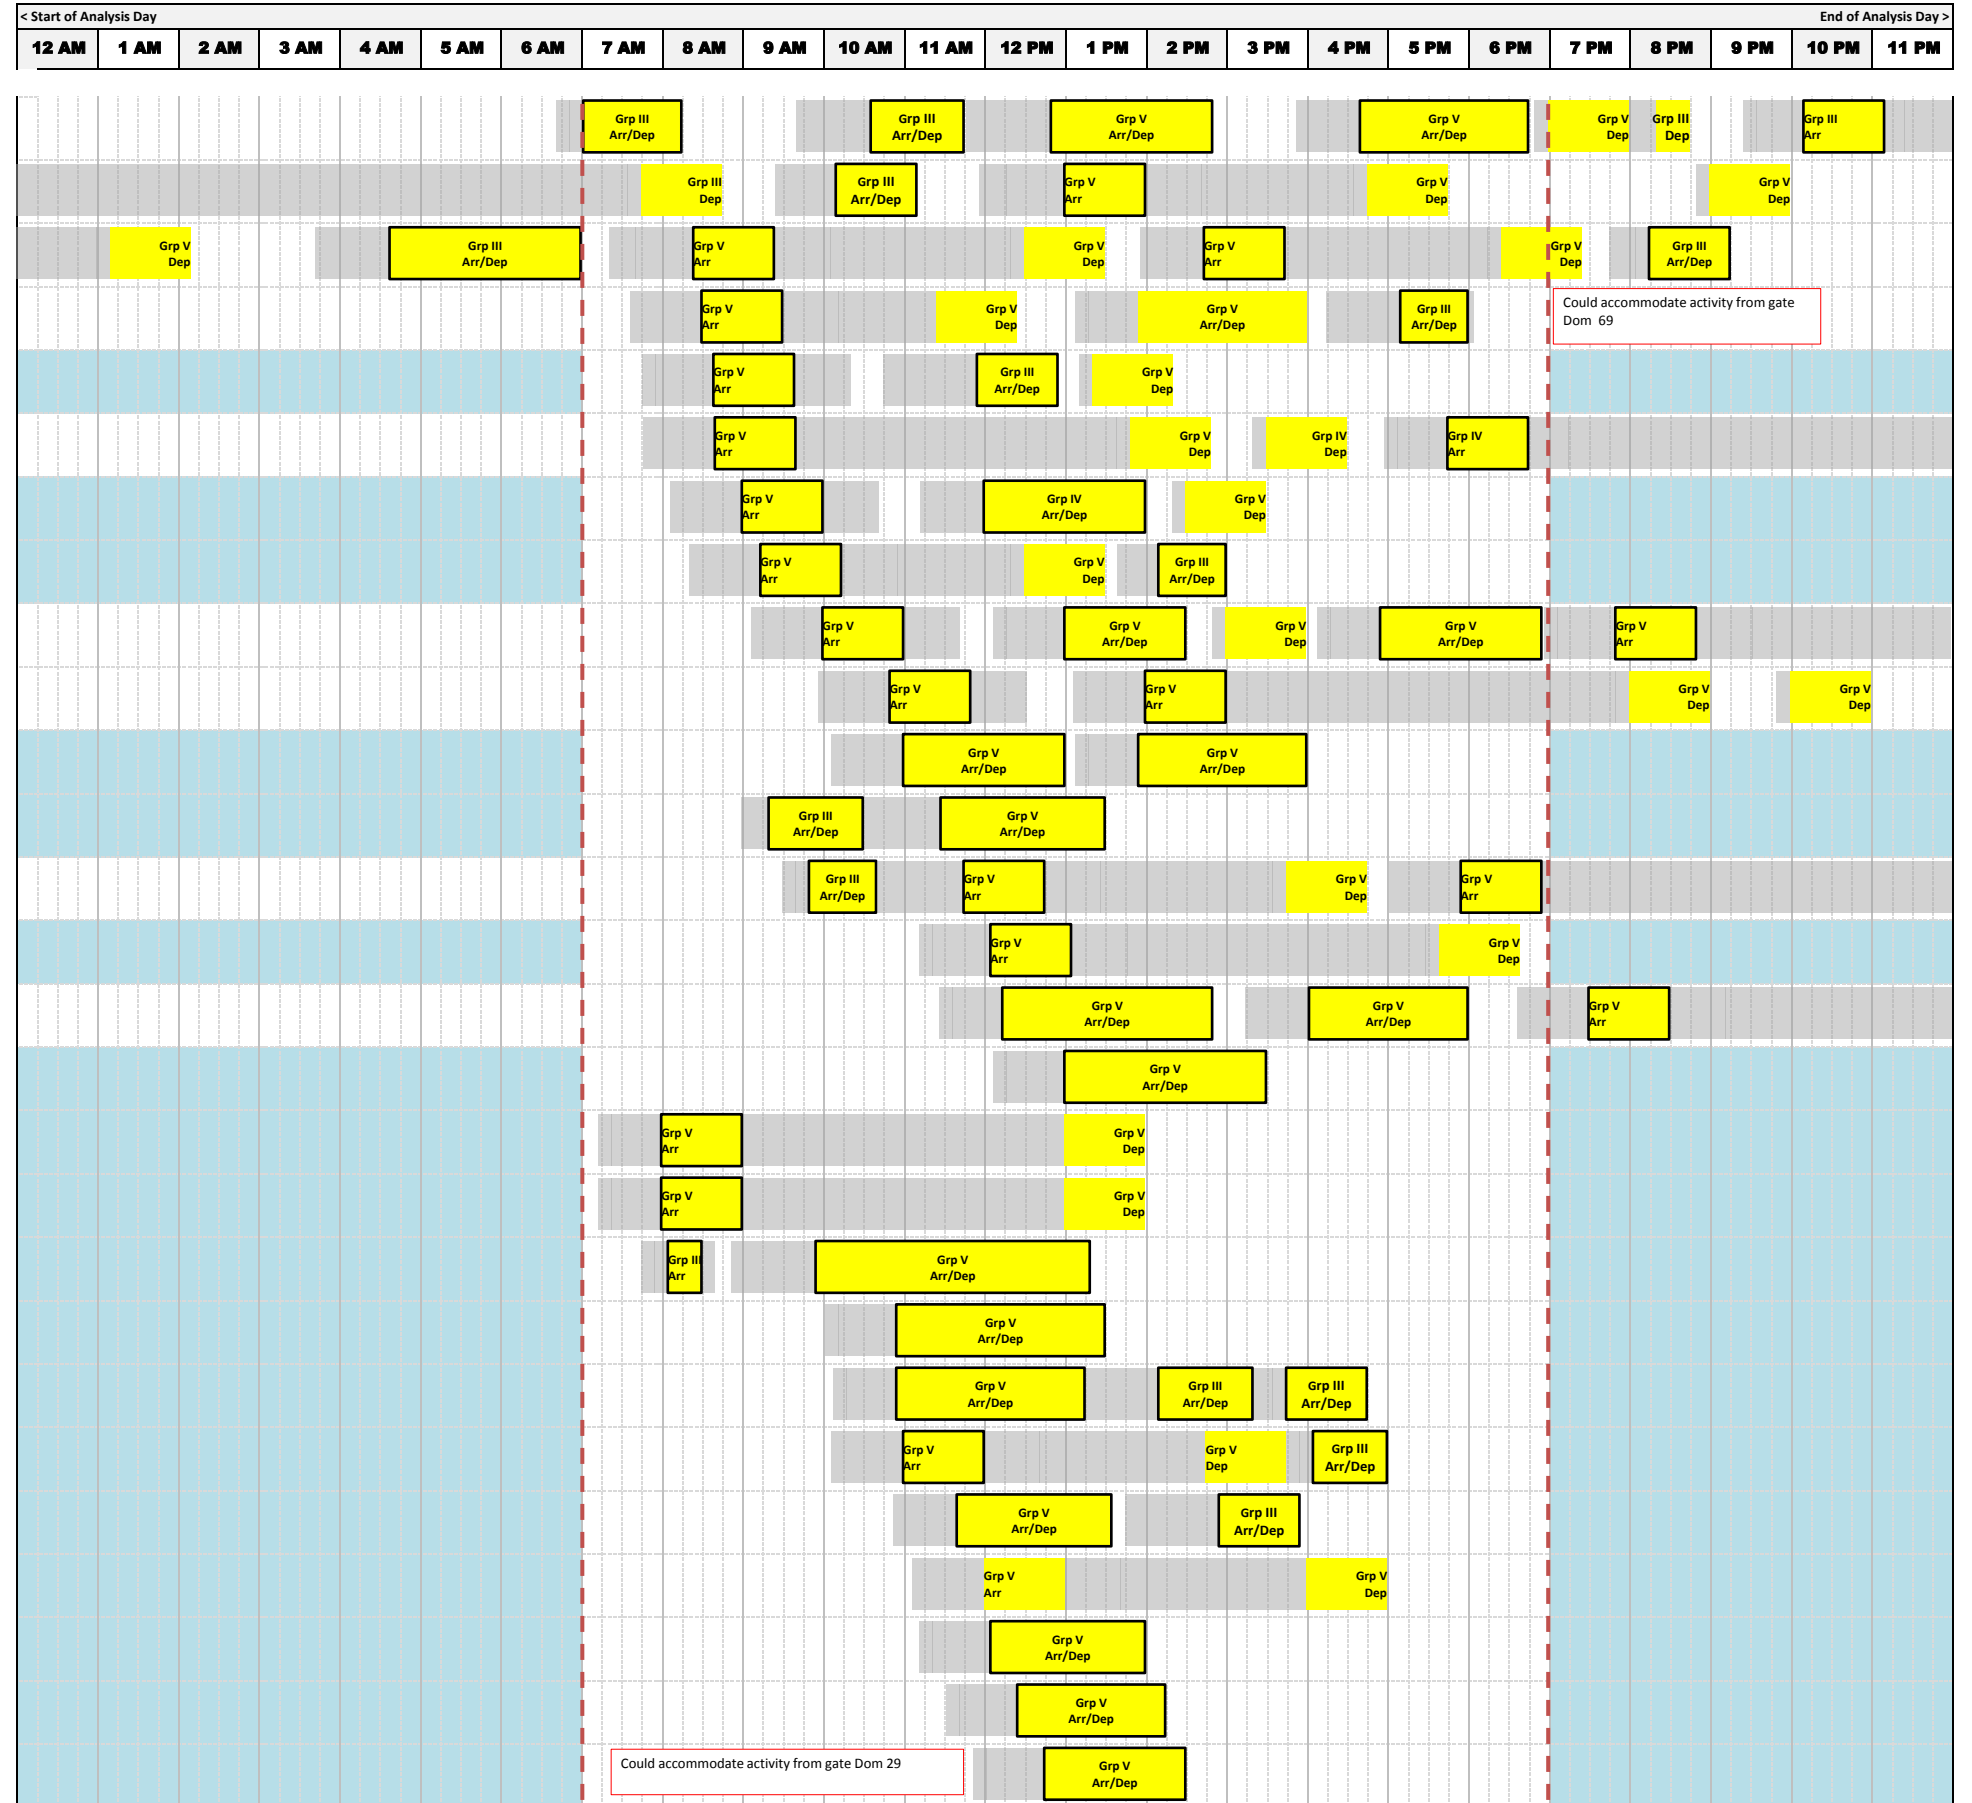 < Start of Analysis Day End of Analysis Day >
12 AM 1 AM 2 AM 3 AM 4 AM 5 AM 6 AM 7 AM 8 AM 9 AM 10 AM 11 AM 12 PM 1 PM 2 PM 3 PM 4 PM 5 PM 6 PM 7 PM 8 PM 9 PM 10 PM 11 PM
Grp III Grp III Grp V Grp V Grp V Grp III Grp III
Arr/Dep Arr/Dep Arr/Dep Arr/Dep Dep Dep Arr
Grp III Grp III Grp V Grp V Grp V
Dep Arr/Dep Arr Dep Dep
Grp V Grp III Grp V Grp V Grp V Grp V Grp III
Dep Arr/Dep Arr Dep Arr Dep Arr/Dep
Grp V Grp V Grp V Grp III
Arr Dep Arr/Dep Arr/Dep
Could accommodate activity from gate
Dom 69
Grp V Grp III Grp V
Arr Arr/Dep Dep
Grp V Grp V Grp IV Grp IV
Arr Dep Dep Arr
Grp V Grp IV Grp V
Arr Arr/Dep Dep
Grp V Grp V Grp III
Arr Dep Arr/Dep
Grp V Grp V Grp V Grp V Grp V
Arr Arr/Dep Dep Arr/Dep Arr
Grp V Grp V Grp V Grp V
Arr Arr Dep Dep
Grp V Grp V
Arr/Dep Arr/Dep
Grp III Grp V
Arr/Dep Arr/Dep
Grp III Grp V Grp V Grp V
Arr/Dep Arr Dep Arr
Grp V Grp V
Arr Dep
Grp V Grp V Grp V
Arr/Dep Arr/Dep Arr
Grp V
Arr/Dep
Grp V Grp V
Arr Dep
Grp V Grp V
Arr Dep
Grp III Grp V
Arr Arr/Dep
Grp V
Arr/Dep
Grp V Grp III Grp III
Arr/Dep Arr/Dep Arr/Dep
Grp V Grp V Grp III
Arr Dep Arr/Dep
Grp V Grp III
Arr/Dep Arr/Dep
Grp V Grp V
Arr Dep
Grp V
Arr/Dep
Grp V
Arr/Dep
Could accommodate activity from gate Dom 29
Grp V
Arr/Dep